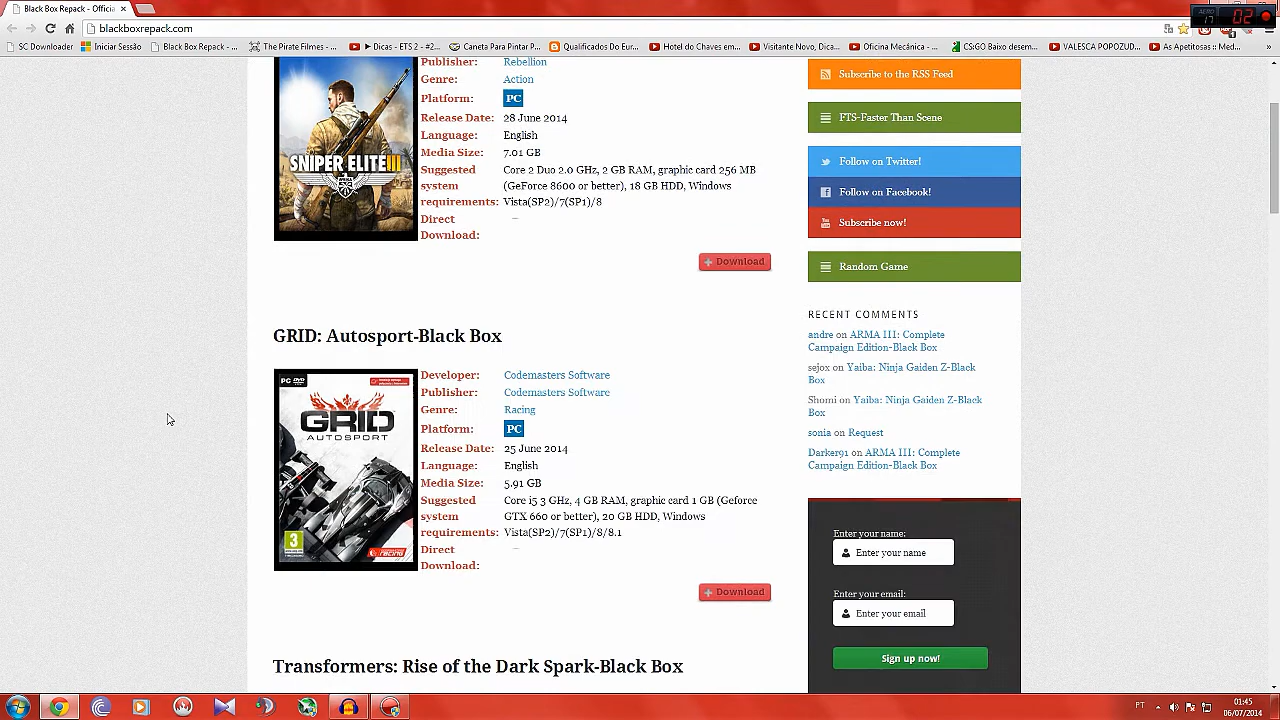 Black Box Repack - Officia
blackboxrepack.com
AERO
17
02
SC Downloader
Iniciar sessão
Black Box Repack - ...
The Pirate Filmes - ...
» Dicas - ETS 2 - #2...
Caneta Para Pintar P...
Qualificados Do Eur...
Hotel do Chaves em...
Visitante Novo, Dica...
Oficina Mecânica - ...
CS:GO Baixo desem...
VALESCA POPOZUD...
As Apetitosas :: Med...
»
Publisher: Rebellion
Genre: Action
Platform: PC
Release Date: 28 June 2014
Language: English
Media Size: 7.01 GB
Suggested Core 2 Duo 2.0 GHz, 2 GB RAM, graphic card 256 MB
system (GeForce 8600 or better), 18 GB HDD, Windows
requirements: Vista(SP2)/7(SP1)/8
Direct –
Download:
SNIPER ELITE III
+ Download
GRID: Autosport-Black Box
PC DVD
GRID
AUTOSPORT
3
racing
Developer: Codemasters Software
Publisher: Codemasters Software
Genre: Racing
Platform: PC
Release Date: 25 June 2014
Language: English
Media Size: 5.91 GB
Suggested Core i5 3 GHz, 4 GB RAM, graphic card 1 GB (Geforce
system GTX 660 or better), 20 GB HDD, Windows
requirements: Vista(SP2)/7(SP1)/8/8.1
Direct –
Download:
+ Download
Transformers: Rise of the Dark Spark-Black Box
Subscribe to the RSS Feed
FTS-Faster Than Scene
Follow on Twitter!
Follow on Facebook!
Subscribe now!
Random Game
RECENT COMMENTS
andre on ARMA III: Complete
Campaign Edition-Black Box
sejox on Yaiba: Ninja Gaiden Z-Black
Box
Shomi on Yaiba: Ninja Gaiden Z-Black
Box
sonia on Request
Darker91 on ARMA III: Complete
Campaign Edition-Black Box
Enter your name:
Enter your name
Enter your email:
Enter your email
Sign up now!
PT
01:45
06/07/2014